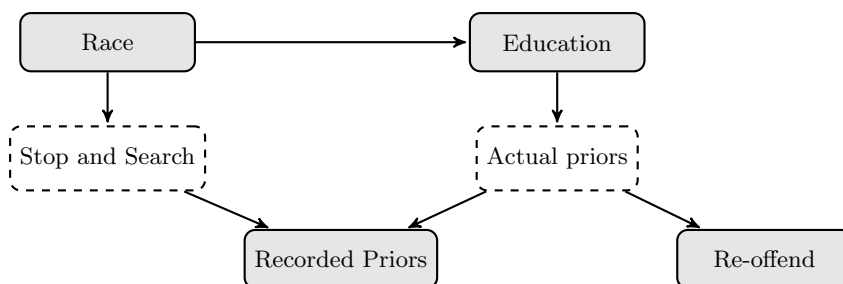 Race
Education
Stop and Search
Actual priors
Recorded Priors
Re-offend